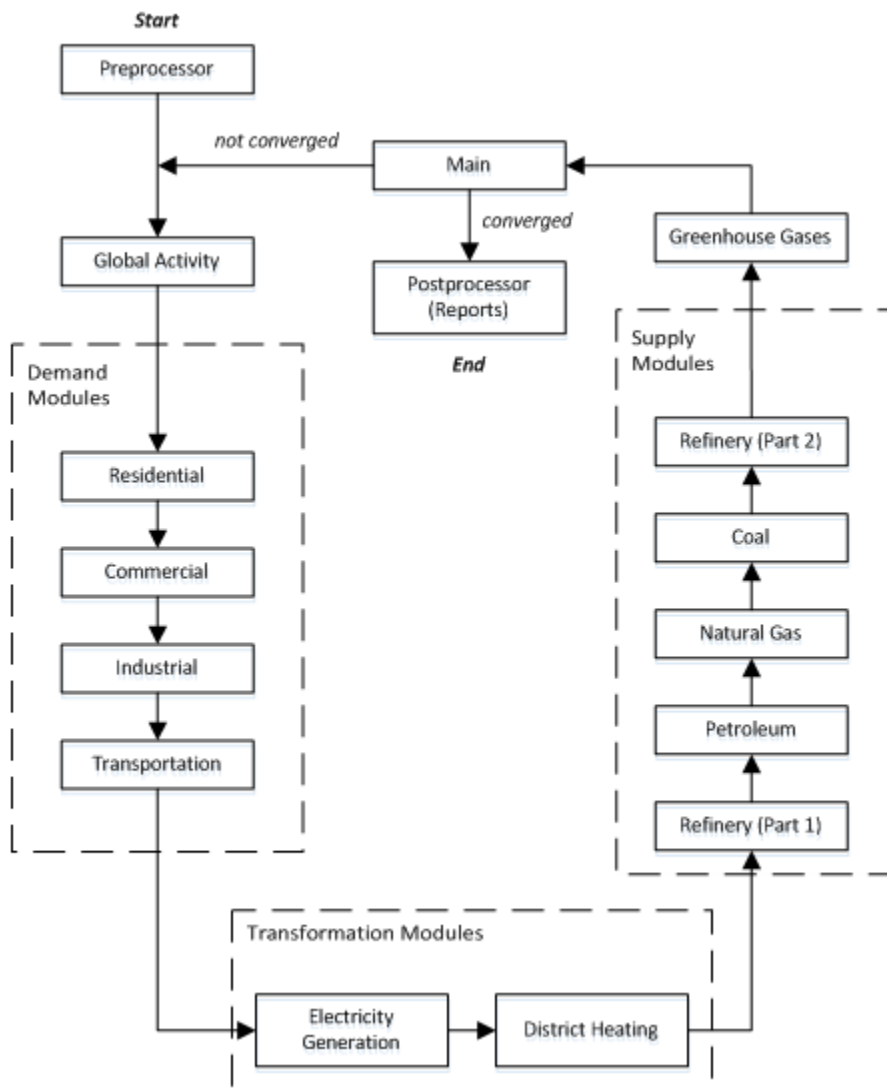 Start
Preprocessor
not converged
Main
converged
Greenhouse Gases
Global Activity
Postprocessor
(Reports)
End
Demand
Modules
Residential
Commercial
Industrial
Transportation
Supply
Modules
Refinery (Part 2)
Coal
Natural Gas
Petroleum
Refinery (Part 1)
Transformation Modules
Electricity
Generation
District Heating